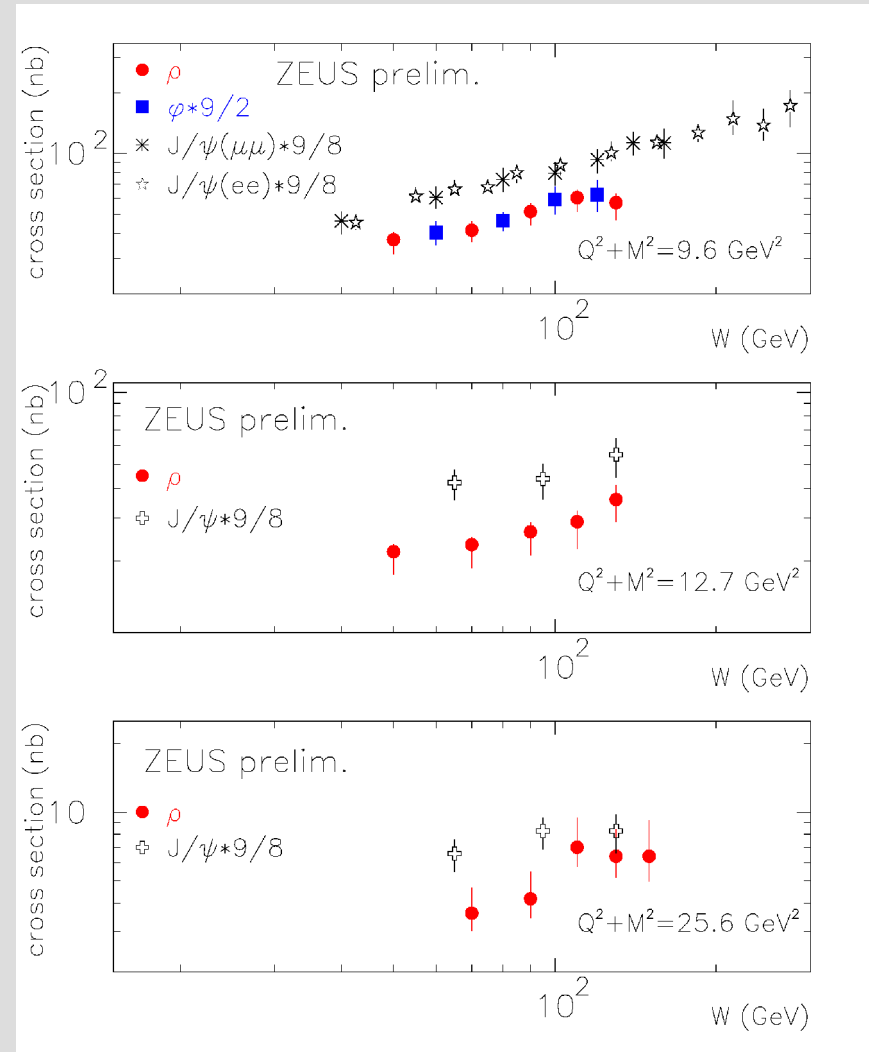 cross section (nb)
10²
ZEUS prelim.
ρ
φ*9/2
J/ψ(μμ)*9/8
J/ψ(ee)*9/8
Q²+M²=9.6 GeV²
10²
W (GeV)
cross section (nb)
10²
ZEUS prelim.
ρ
J/ψ*9/8
Q²+M²=12.7 GeV²
10²
W (GeV)
cross section (nb)
10
ZEUS prelim.
ρ
J/ψ*9/8
Q²+M²=25.6 GeV²
10²
W (GeV)